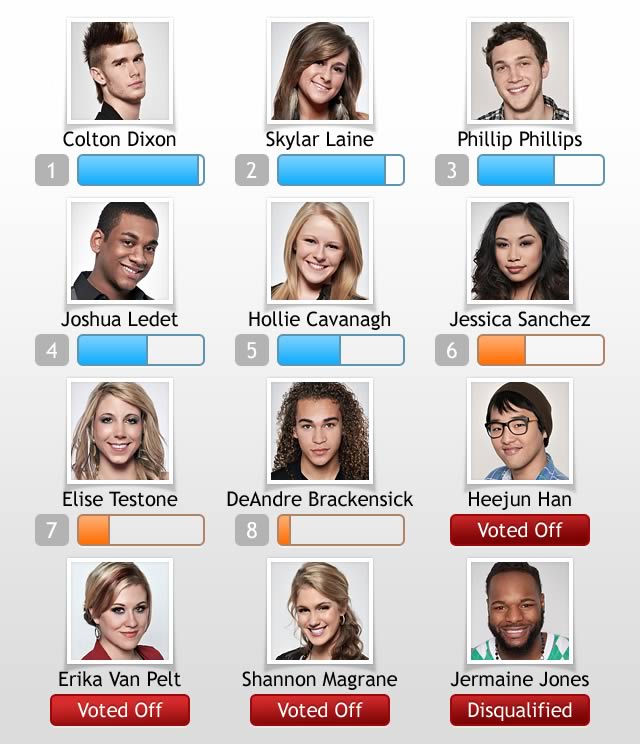 Colton Dixon
Skylar Laine
Phillip Phillips
1
2
3
Joshua Ledet
Hollie Cavanagh
Jessica Sanchez
4
5
6
Elise Testone
DeAndre Brackensick
Heejun Han
7
8
Voted Off
Erika Van Pelt
Shannon Magrane
Jermaine Jones
Voted Off
Voted Off
Disqualified